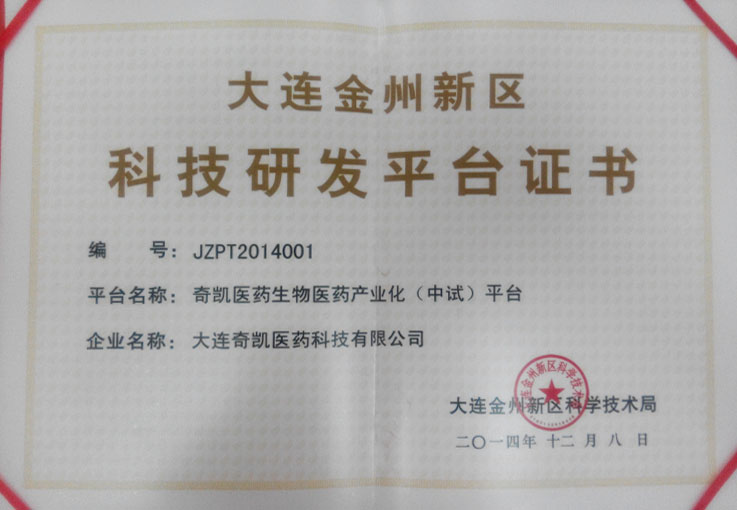 大连金州新区
科技研发平台证书
编 号：JZPT2014001
平台名称：奇凯医药生物医药产业化（中试）平台
企业名称：大连奇凯医药科技有限公司
大连金州新区科学技术局
二〇一四年 十二 月 八 日